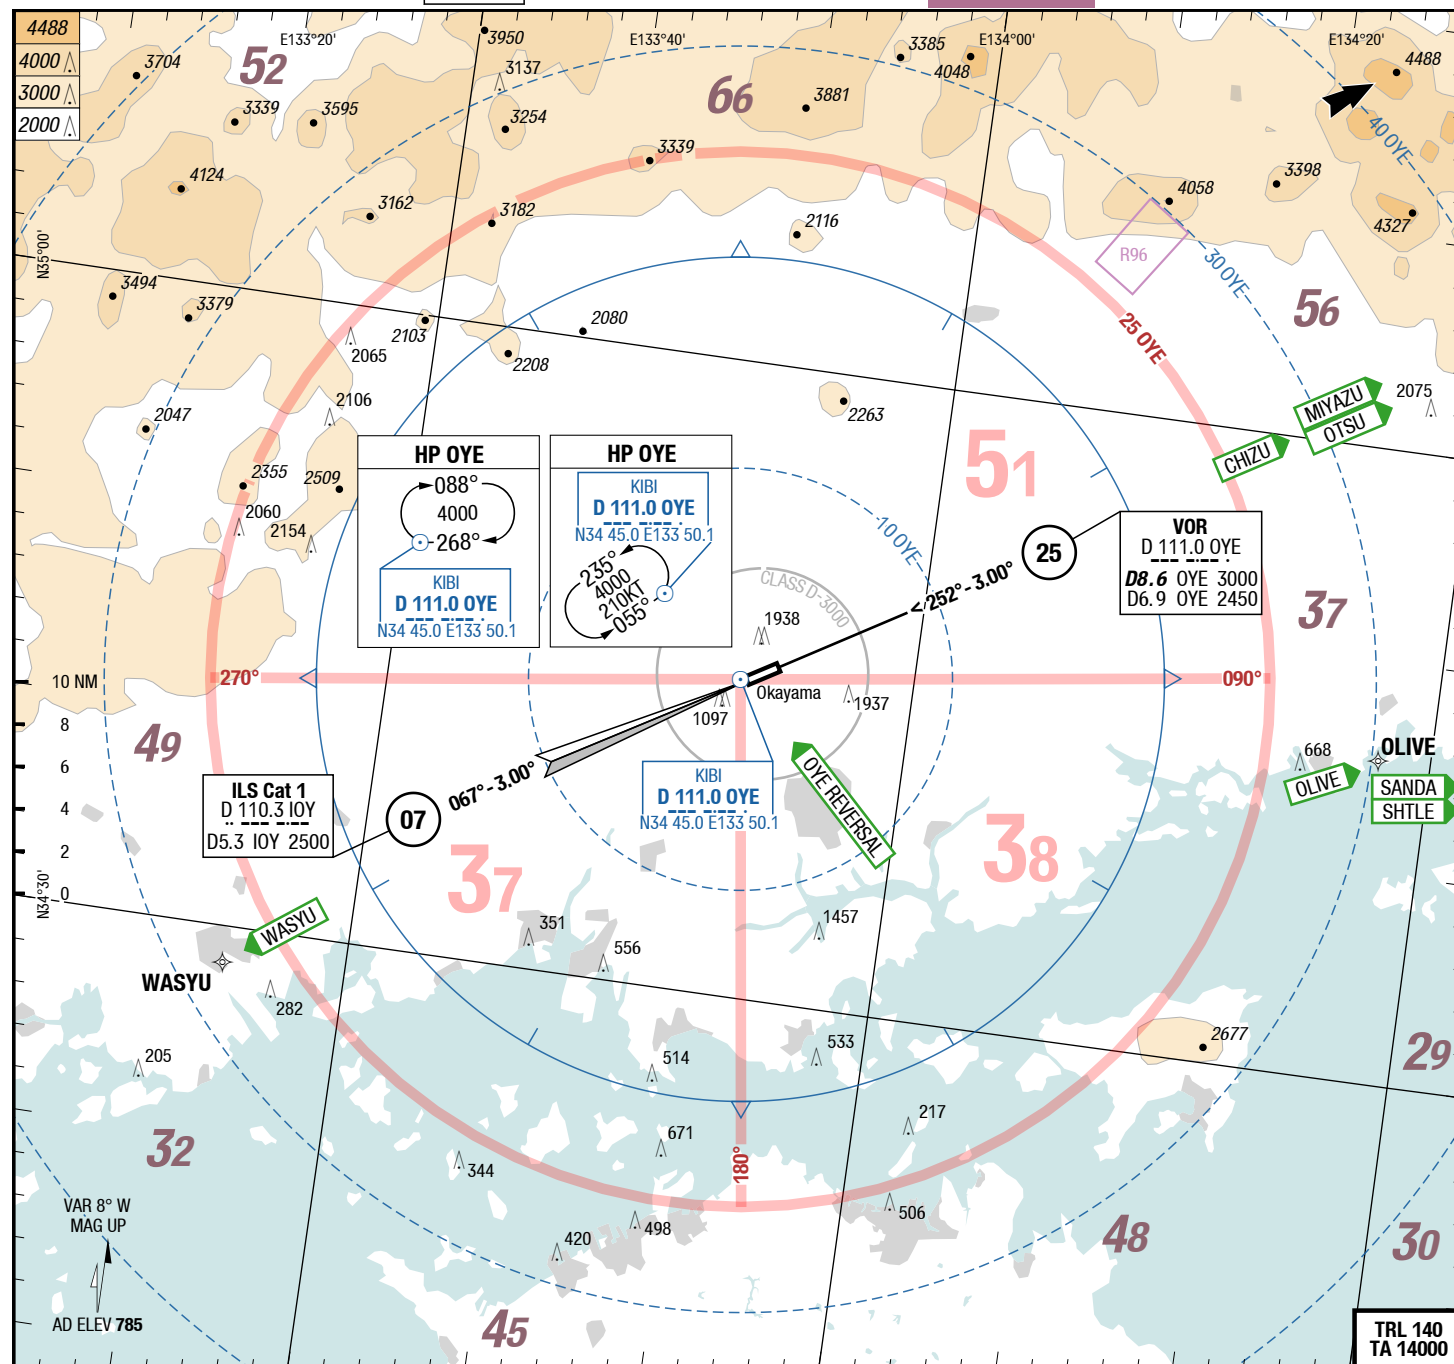 4488
4000
3000
2000
E133°20'
E133°40'
E134°00'
E134°20'
52
3704
3339
3595
3950
3137
3254
66
3385
4048
3881
4488
40 OYE
4124
3162
3339
3182
2116
4058
3398
4327
R96
N35°00'
3494
3379
2103
2065
2208
2080
30 OYE
56
25 OYE
2106
2047
2263
MIYAZU
OTSU
CHIZU
2075
2355
2509
2060
2154
51
HP OYE
088°
4000
268°
KIBI
D 111.0 OYE
N34 45.0 E133 50.1
HP OYE
KIBI
D 111.0 OYE
N34 45.0 E133 50.1
235°
4000
210KT
055°
10 OYE
CLASS D-3000
< 252° - 3.00°
25
VOR
D 111.0 OYE
D8.6 OYE 3000
D6.9 OYE 2450
37
1938
270°
090°
Okayama
1097
1937
10 NM
8
6
4
2
0
49
067° - 3.00°
07
ILS Cat 1
D 110.3 IOY
D5.3 IOY 2500
KIBI
D 111.0 OYE
N34 45.0 E133 50.1
OYE REVERSAL
668
OLIVE
OLIVE
SANDA
SHTLE
37
38
N34°30'
WASYU
WASYU
351
556
1457
282
205
514
533
2677
29
32
671
344
217
180°
506
498
420
48
30
45
VAR 8° W
MAG UP
AD ELEV 785
TRL 140
TA 14000